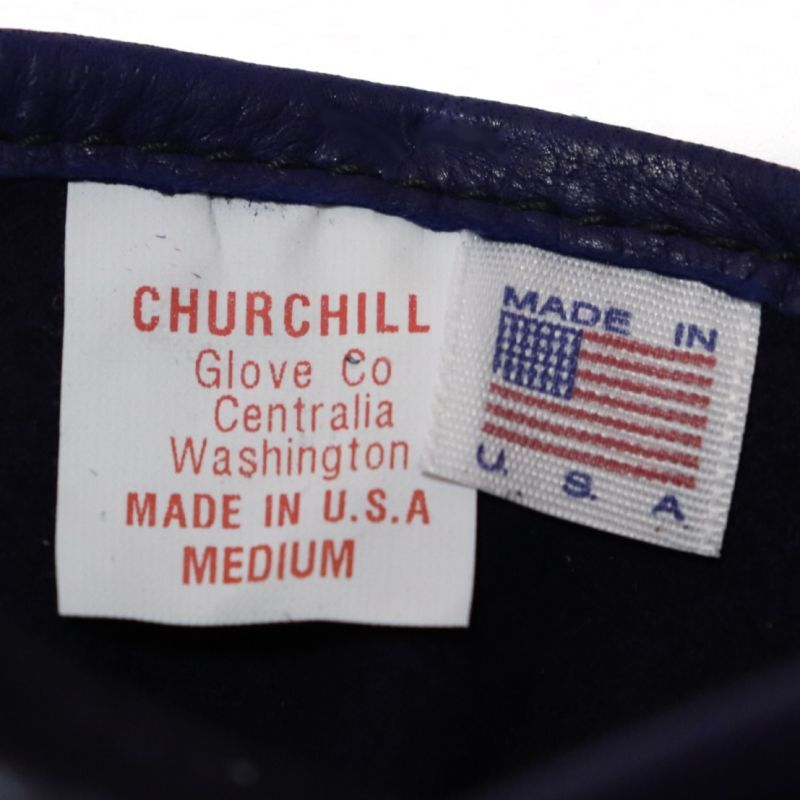 CHURCHILL
Glove Co
Centralia
Washington
MADE IN U.S.A
MEDIUM
MADE IN
U. S. A